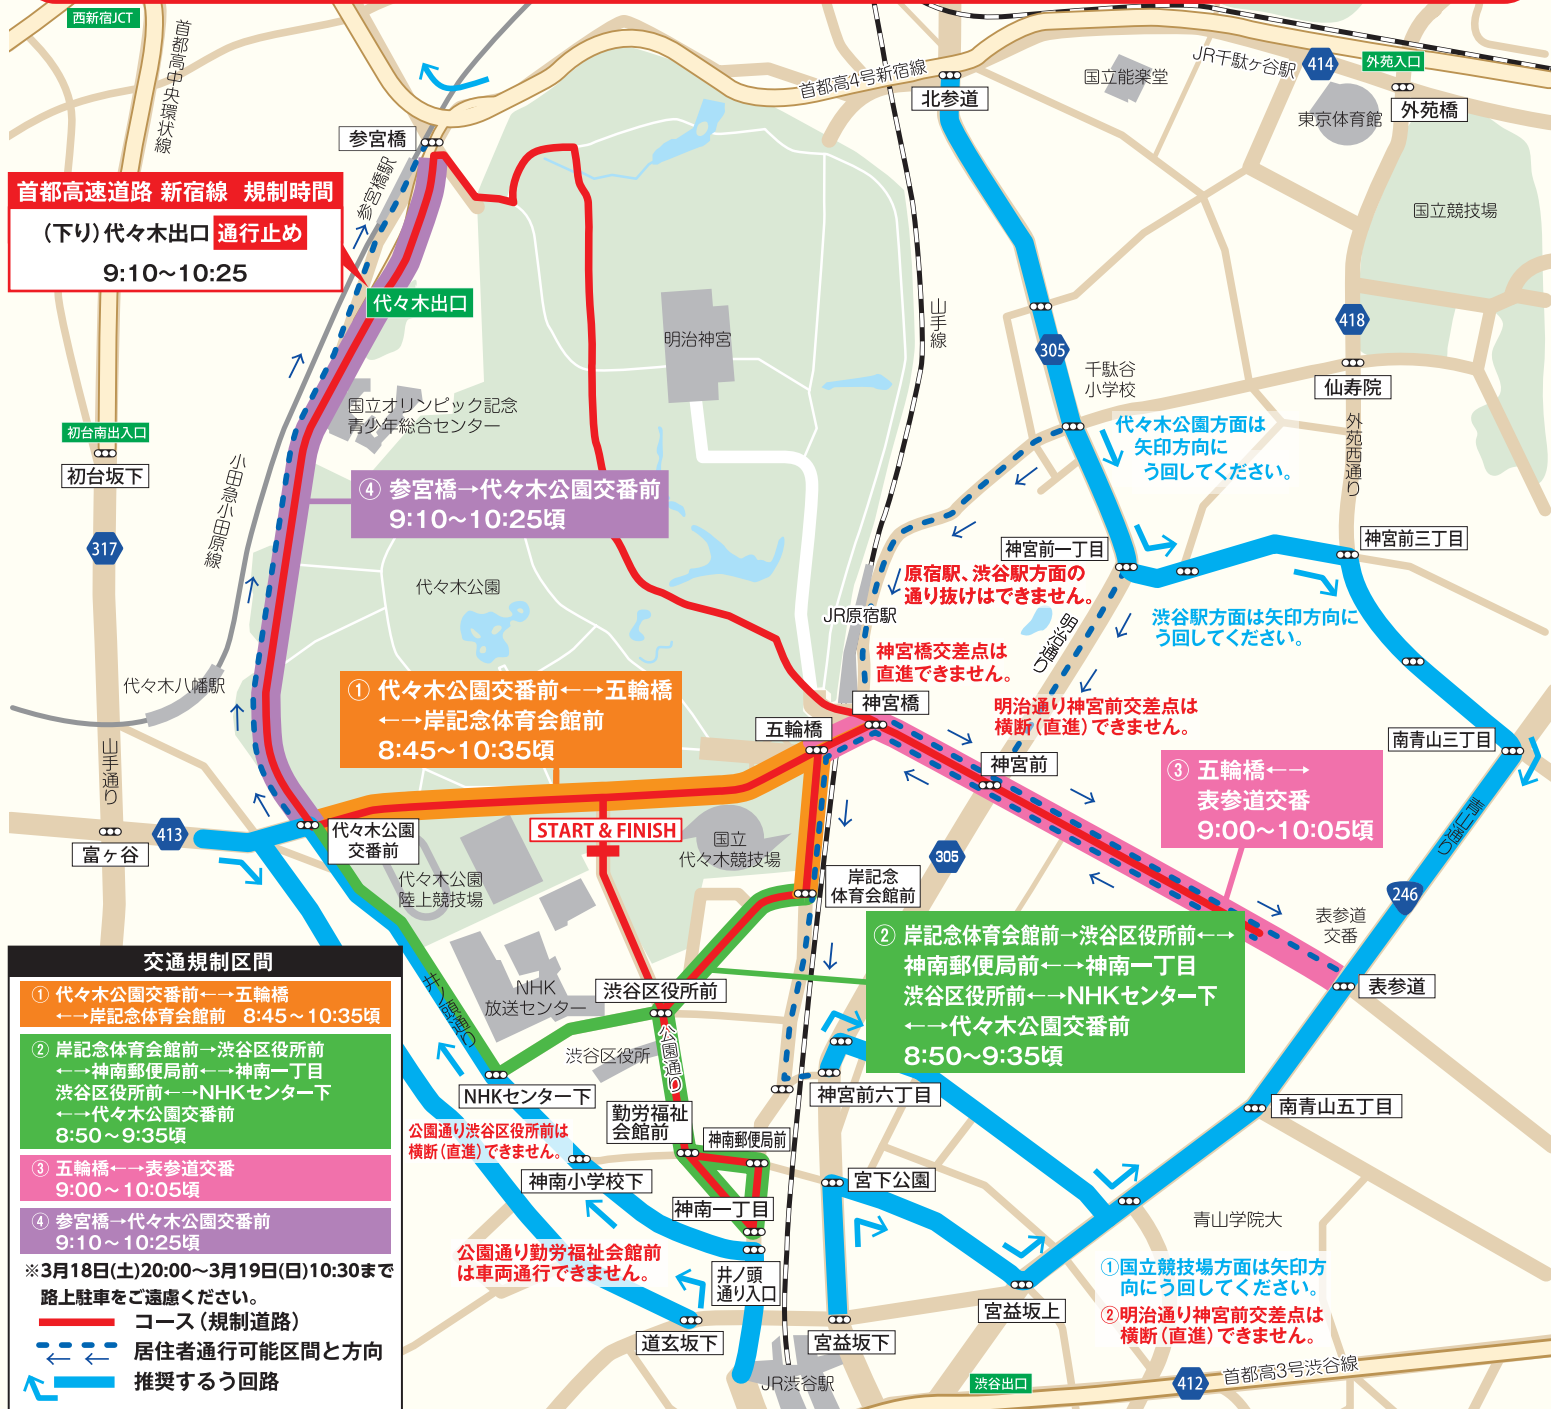 西新宿JCT
首都高中央環状線
首都高4号新宿線
北参道
国立能楽堂
JR千駄ヶ谷駅
414
外苑入口
外苑橋
東京体育館
参宮橋
参宮橋駅
首都高速道路 新宿線 規制時間
(下り)代々木出口 通行止め
9:10〜10:25
代々木出口
国立競技場
明治神宮
山手線
305
千駄谷
小学校
418
仙寿院
外苑西通り
国立オリンピック記念
青少年総合センター
初台南出入口
初台坂下
小田急小田原線
317
④ 参宮橋→代々木公園交番前
9:10〜10:25頃
代々木公園方面は
矢印方向に
う回してください。
神宮前一丁目
神宮前三丁目
原宿駅、渋谷駅方面の
通り抜けはできません。
代々木公園
JR原宿駅
明治通り
渋谷駅方面は矢印方向に
う回してください。
神宮橋交差点は
直進できません。
代々木八幡駅
① 代々木公園交番前←→五輪橋
←→岸記念体育会館前
8:45〜10:35頃
神宮橋
五輪橋
明治通り神宮前交差点は
横断(直進)できません。
神宮前
南青山三丁目
③ 五輪橋←→
表参道交番
9:00〜10:05頃
山手通り
富ヶ谷
413
代々木公園
交番前
START & FINISH
国立
代々木競技場
305
青山通り
代々木公園
陸上競技場
岸記念
体育会館前
246
表参道
交番
② 岸記念体育会館前→渋谷区役所前←→
神南郵便局前←→神南一丁目
渋谷区役所前←→NHKセンター下
←→代々木公園交番前
8:50〜9:35頃
表参道
井ノ頭通り
NHK
放送センター
渋谷区役所前
公園通り
渋谷区役所
NHKセンター下
勤労福祉
会館前
神宮前六丁目
南青山五丁目
公園通り渋谷区役所前は
横断(直進)できません。
神南郵便局前
神南小学校下
神南一丁目
宮下公園
青山学院大
公園通り勤労福祉会館前
は車両通行できません。
井ノ頭
通り入口
道玄坂下
宮益坂下
宮益坂上
①国立競技場方面は矢印方
向にう回してください。
②明治通り神宮前交差点は
横断(直進)できません。
JR渋谷駅
渋谷出口
412
首都高3号渋谷線
交通規制区間
① 代々木公園交番前←→五輪橋
←→岸記念体育会館前 8:45〜10:35頃
② 岸記念体育会館前→渋谷区役所前
←→神南郵便局前←→神南一丁目
渋谷区役所前←→NHKセンター下
←→代々木公園交番前
8:50〜9:35頃
③ 五輪橋←→表参道交番
9:00〜10:05頃
④ 参宮橋→代々木公園交番前
9:10〜10:25頃
※3月18日(土)20:00〜3月19日(日)10:30まで
路上駐車をご遠慮ください。
コース(規制道路)
居住者通行可能区間と方向
推奨するう回路